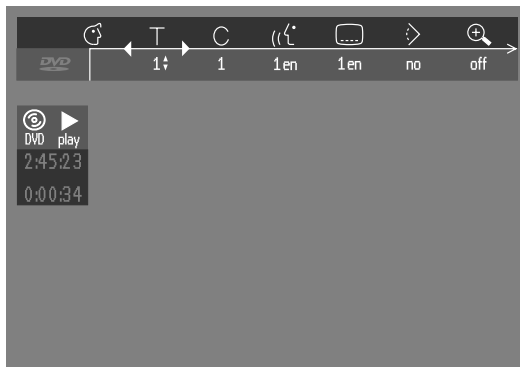 T C
DVD 1 1 1 en 1 en no off
DVD play
2:45:23
0:00:34